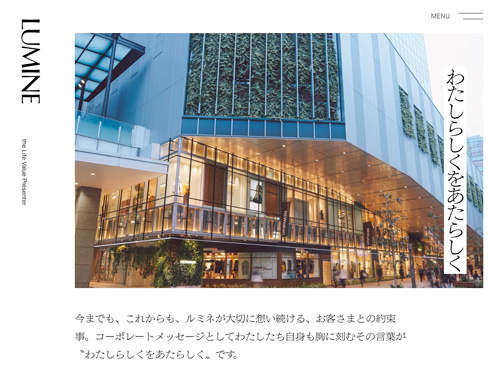 LUMINE
the Life Value Presenter
MENU
わたしらしくをあたらしく
今までも、これからも、ルミネが大切に想い続ける、お客さまとの約束
事。コーポレートメッセージとしてわたしたち自身も胸に刻むその言葉が
〝わたしらしくをあたらしく〟です。